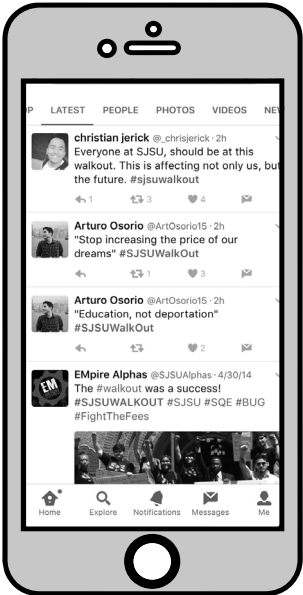 OP LATEST PEOPLE PHOTOS VIDEOS NEW
christian jerick @_chrisjerick · 2h
Everyone at SJSU, should be at this
walkout. This is affecting not only us, but
the future. #sjsuwalkout
1 3 4
Arturo Osorio @ArtOsorio15 · 2h
"Stop increasing the price of our
dreams" #SJSUWalkOut
1 3
Arturo Osorio @ArtOsorio15 · 2h
"Education, not deportation"
#SJSUWalkOut
2
EM
EMpire Alphas @SJSUAlphas · 4/30/14
The #walkout was a success!
#SJSUWALKOUT #SJSU #SQE #BUG
#FightTheFees
Home Explore Notifications Messages Me